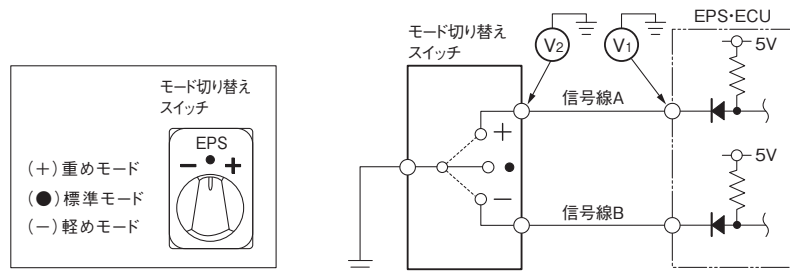 モード切り替え
スイッチ
EPS
− ● +
(+)重めモード
(●)標準モード
(−)軽めモード
モード切り替え
スイッチ
V2
V1
EPS・ECU
5V
信号線A
+
●
−
5V
信号線B